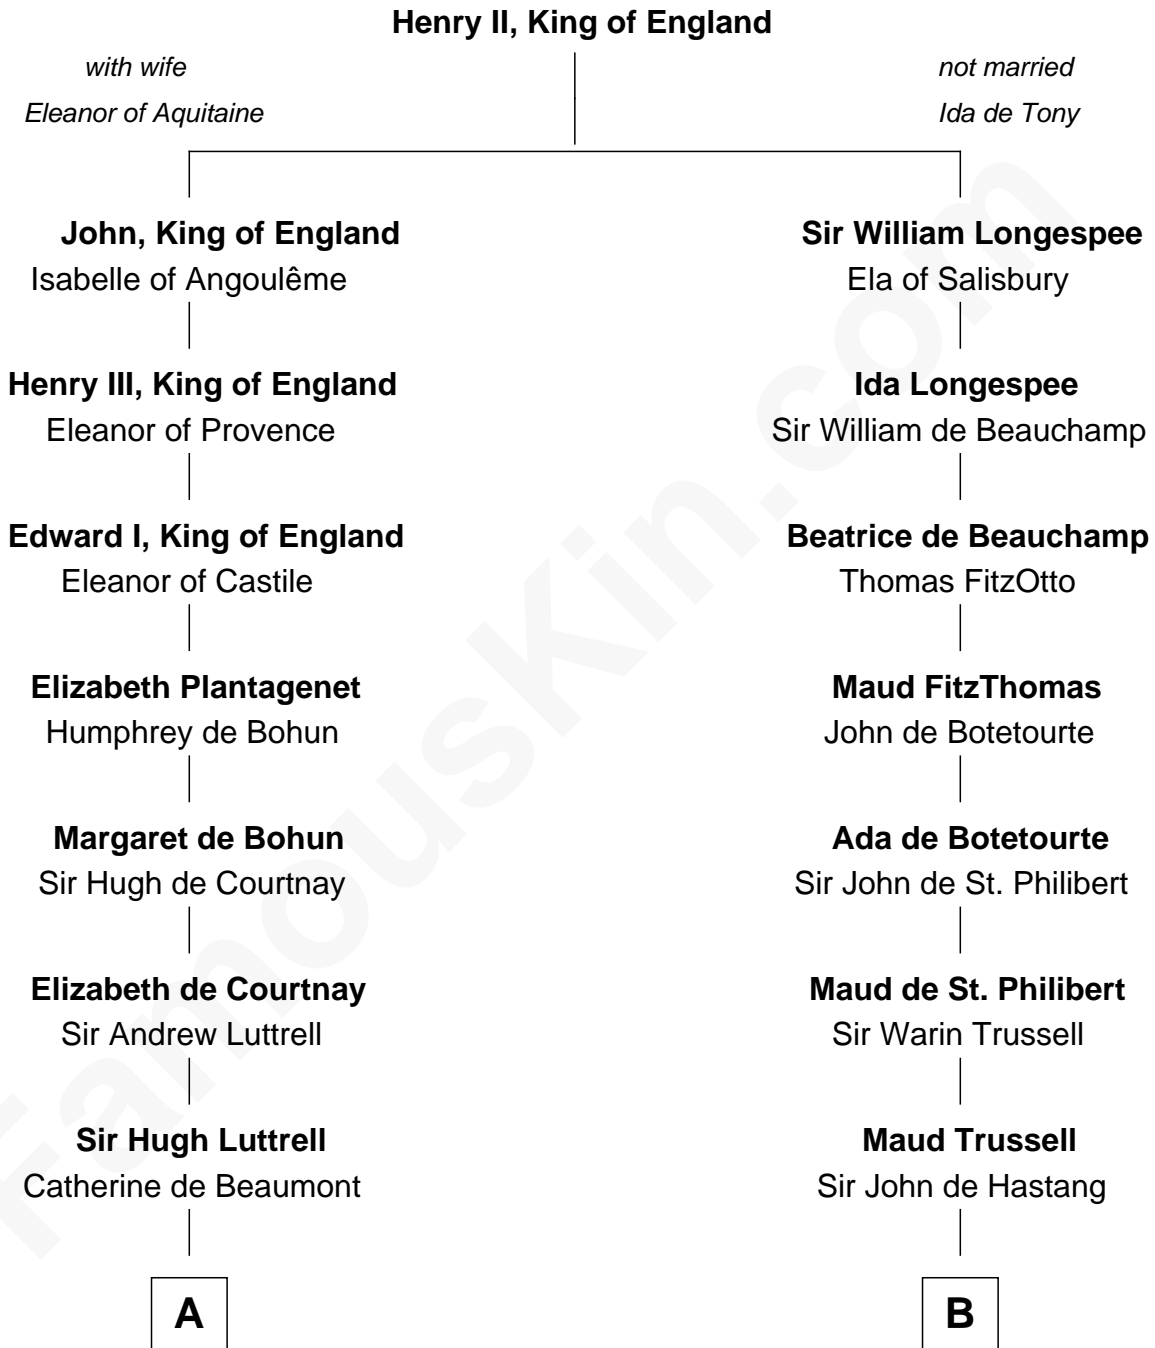 Henry II, King of England
with wife
Eleanor of Aquitaine
not married
Ida de Tony
John, King of England
Isabelle of Angoulême
Henry III, King of England
Eleanor of Provence
Edward I, King of England
Eleanor of Castile
Elizabeth Plantagenet
Humphrey de Bohun
Margaret de Bohun
Sir Hugh de Courtnay
Elizabeth de Courtnay
Sir Andrew Luttrell
Sir Hugh Luttrell
Catherine de Beaumont
A
Sir William Longespee
Ela of Salisbury
Ida Longespee
Sir William de Beauchamp
Beatrice de Beauchamp
Thomas FitzOtto
Maud FitzThomas
John de Botetourte
Ada de Botetourte
Sir John de St. Philibert
Maud de St. Philibert
Sir Warin Trussell
Maud Trussell
Sir John de Hastang
B
FamousKin.com